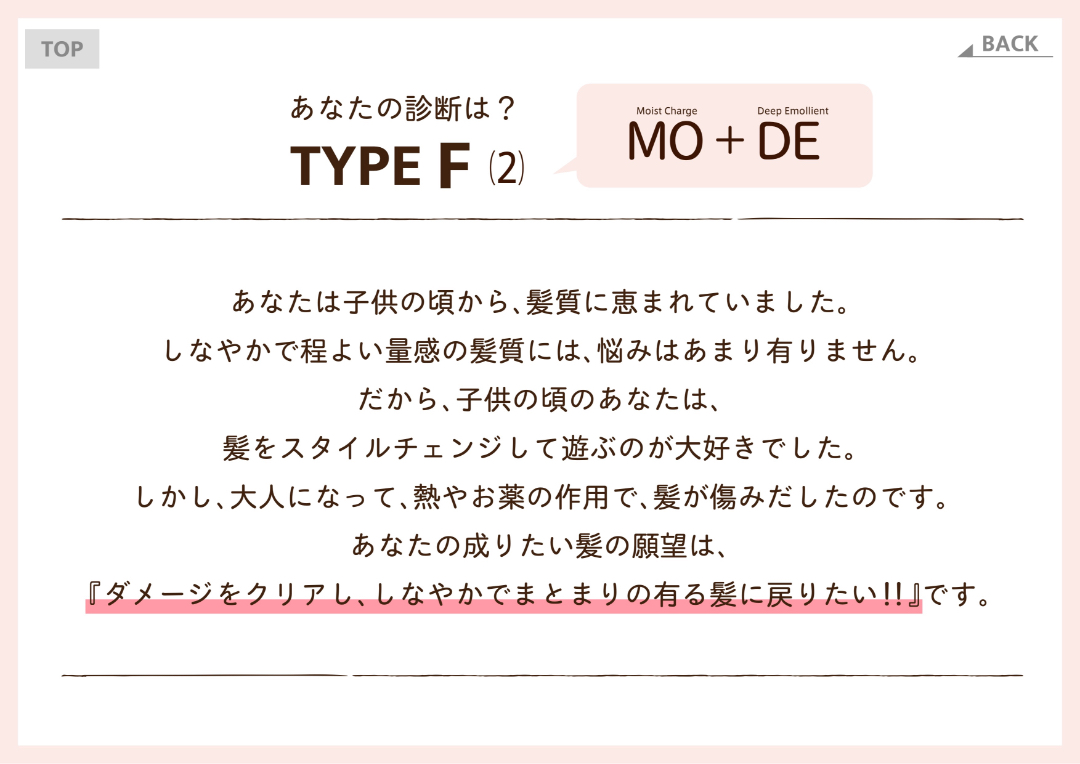 TOP
BACK
あなたの診断は？
TYPE F (2)
Moist Charge
Deep Emollient
MO + DE
あなたは子供の頃から､髪質に恵まれていました。
しなやかで程よい量感の髪質には､悩みはあまり有りません。
だから､子供の頃のあなたは､
髪をスタイルチェンジして遊ぶのが大好きでした。
しかし､大人になって､熱やお薬の作用で､髪が傷みだしたのです。
あなたの成りたい髪の願望は､
『ダメージをクリアし､しなやかでまとまりの有る髪に戻りたい!!』です。